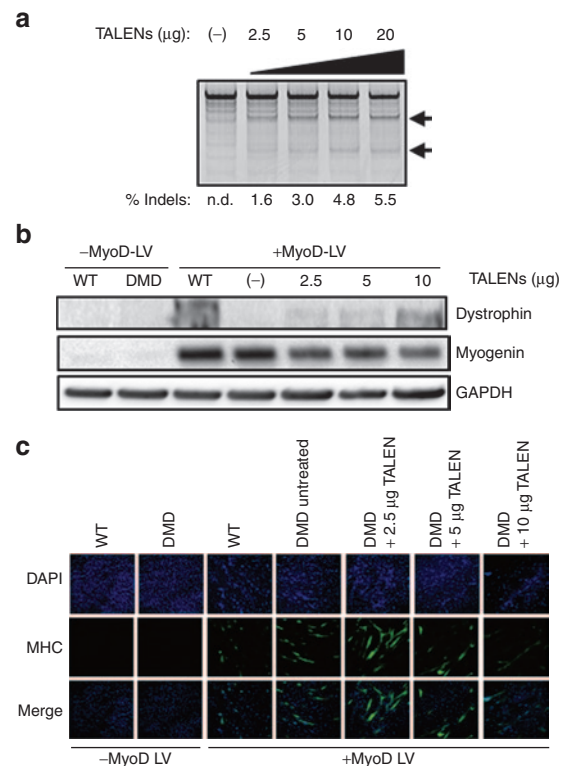 a
TALENs (μg): (–) 2.5 5 10 20
% Indels: n.d. 1.6 3.0 4.8 5.5
b
–MyoD-LV +MyoD-LV
WT DMD WT (–) 2.5 5 10 TALENs (μg)
Dystrophin
Myogenin
GAPDH
c
WT
DMD
WT
DMD untreated
DMD
+ 2.5 μg TALEN
DMD
+ 5 μg TALEN
DMD
+ 10 μg TALEN
DAPI
MHC
Merge
–MyoD LV +MyoD LV